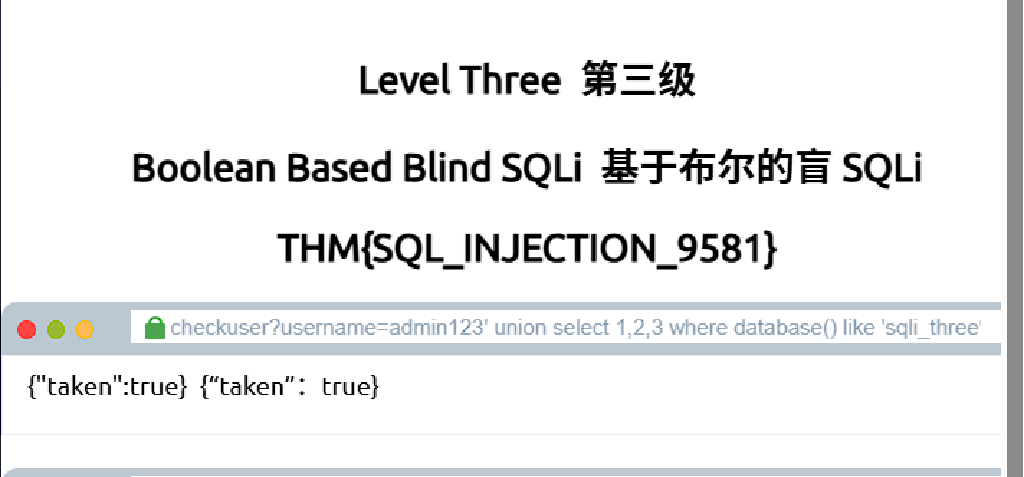 Level Three 第三级
Boolean Based Blind SQLi 基于布尔的盲 SQLi
THM{SQL_INJECTION_9581}
checkuser?username=admin123' union select 1,2,3 where database() like 'sqli_three'
{"taken":true} {“taken”：true}